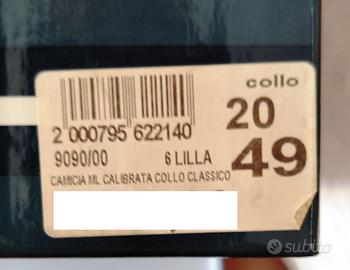 collo
20
49
2 000795 622140
9090/00 6 LILLA
CAMICIA ML CALIBRATA COLLO CLASSICO
subito